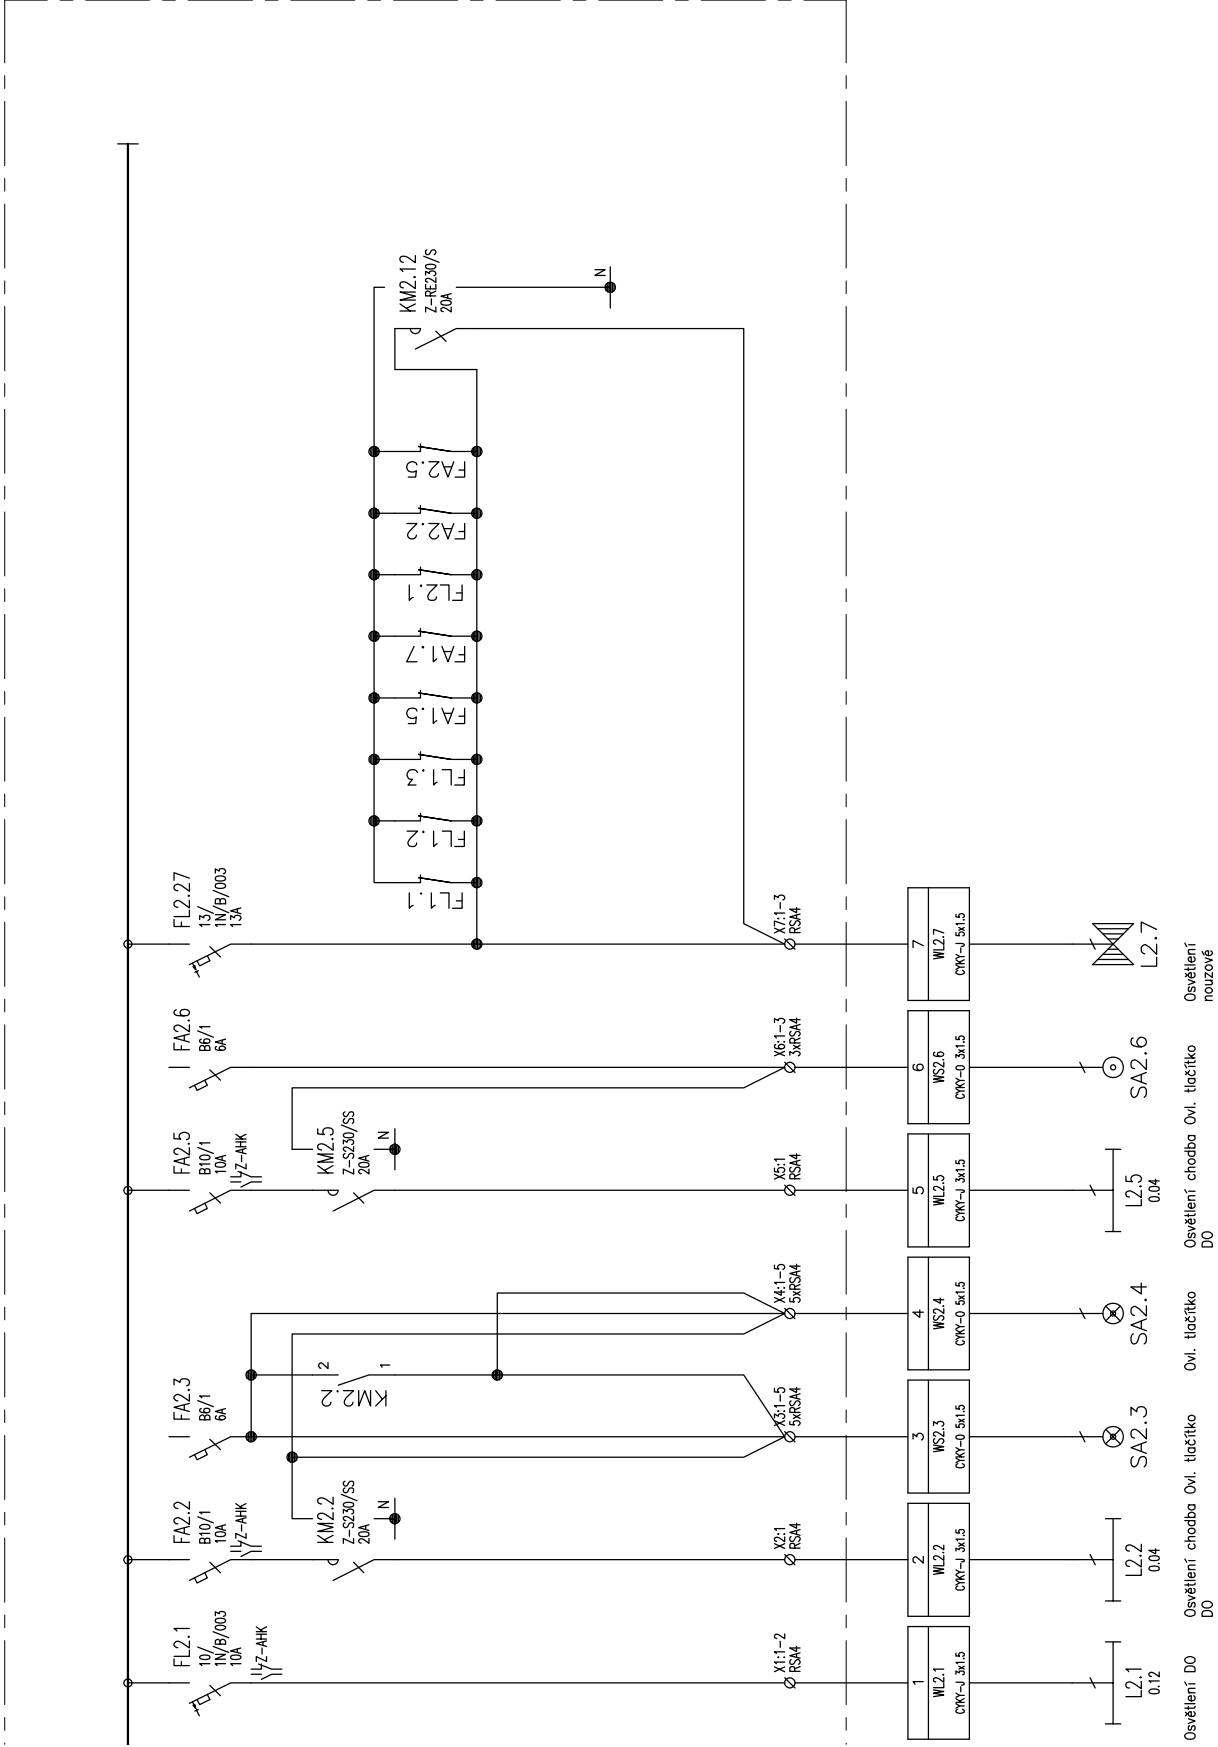 KM2.12
Z-RE230/S
20A
N
FA2.5
FA2.2
FL2.1
FA1.7
FA1.5
FL1.3
FL1.2
FL1.1
FL2.27
13/
1N/B/003
13A
X7:1-3
RSA4
7
WL2.7
CYKY-J 5x1.5
L2.7
Osvětlení
nouzové
FA2.6
B6/1
6A
X6:1-3
3xRSA4
6
WS2.6
CYKY-O 3x1.5
SA2.6
Ovl. tlačítko
FA2.5
B10/1
10A
Z-AHK
KM2.5
Z-S230/SS
20A
N
X5:1
RSA4
5
WL2.5
CYKY-J 3x1.5
L2.5
0.04
Osvětlení chodba
DO
X4:1-5
5xRSA4
4
WS2.4
CYKY-O 5x1.5
SA2.4
Ovl. tlačítko
FA2.3
B6/1
6A
2
1
KM2.2
X3:1-5
5xRSA4
3
WS2.3
CYKY-O 5x1.5
SA2.3
Ovl. tlačítko
FA2.2
B10/1
10A
Z-AHK
KM2.2
Z-S230/SS
20A
N
X2:1
RSA4
2
WL2.2
CYKY-J 3x1.5
L2.2
0.04
Osvětlení chodba
DO
FL2.1
10/
1N/B/003
10A
Z-AHK
X1:1-2
RSA4
1
WL2.1
CYKY-J 3x1.5
L2.1
0.12
Osvětlení DO